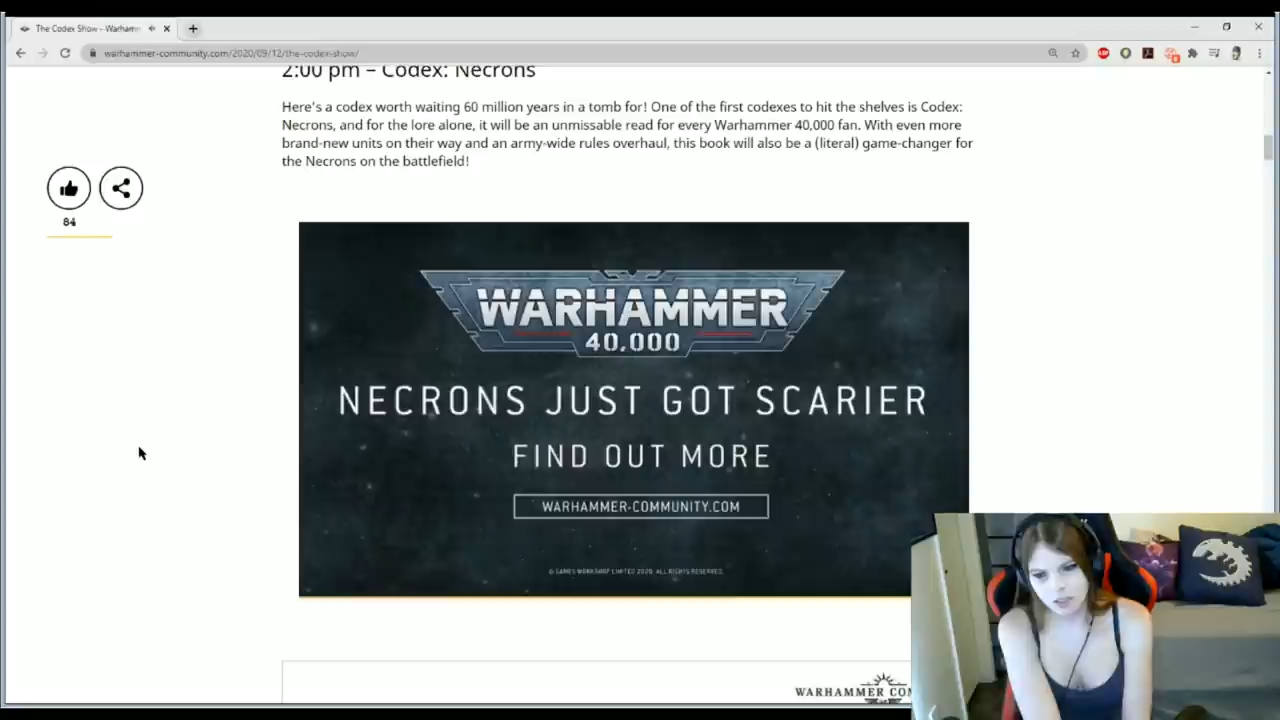 The Codex Show – Warhamm
warhammer-community.com/2020/09/12/the-codex-show/
2:00 pm – Codex: Necrons
Here's a codex worth waiting 60 million years in a tomb for! One of the first codexes to hit the shelves is Codex:
Necrons, and for the lore alone, it will be an unmissable read for every Warhammer 40,000 fan. With even more
brand-new units on their way and an army-wide rules overhaul, this book will also be a (literal) game-changer for
the Necrons on the battlefield!
84
WARHAMMER
40,000
NECRONS JUST GOT SCARIER
FIND OUT MORE
WARHAMMER-COMMUNITY.COM
© GAMES WORKSHOP LIMITED 2020. ALL RIGHTS RESERVED.
WARHAMMER COM